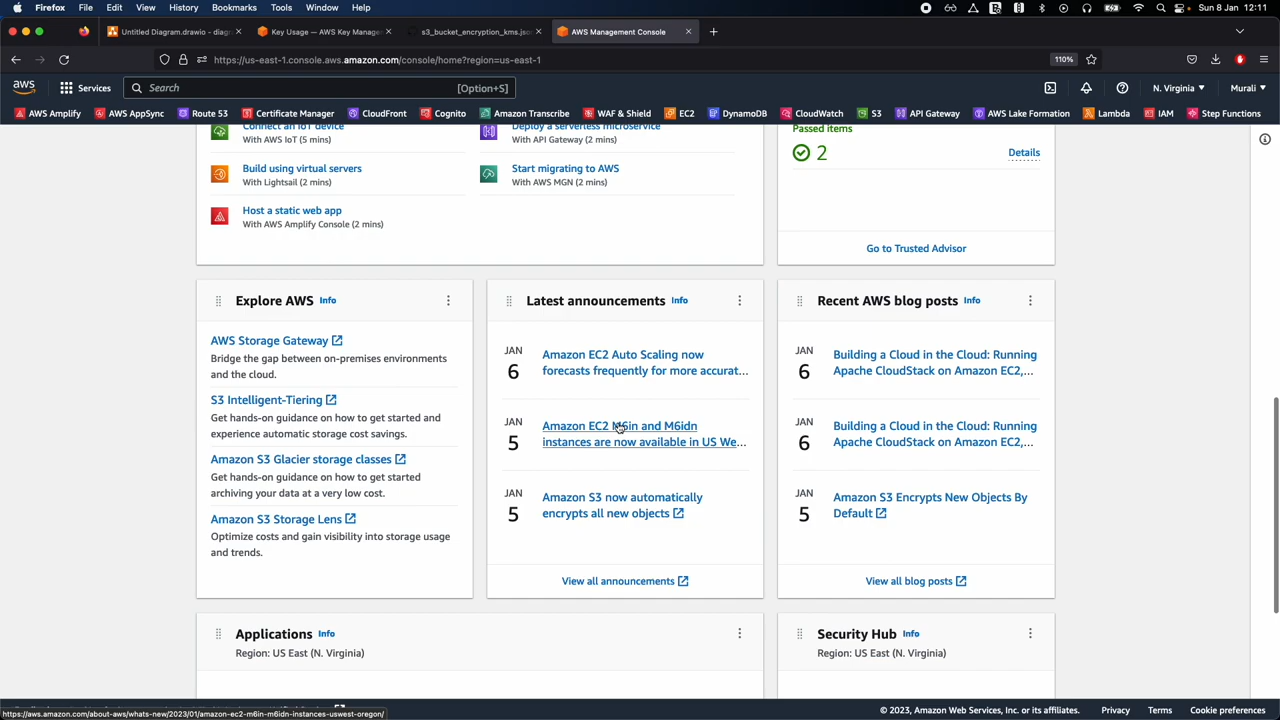 Firefox File Edit View History Bookmarks Tools Window Help Sun 8 Jan 12:11
Untitled Diagram.drawio - diagr Key Usage — AWS Key Manage s3_bucket_encryption_kms.json AWS Management Console
https://us-east-1.console.aws.amazon.com/console/home?region=us-east-1 110%
aws Services Search [Option+S] N. Virginia Murali
AWS Amplify AWS AppSync Route 53 Certificate Manager CloudFront Cognito Amazon Transcribe WAF & Shield EC2 DynamoDB CloudWatch S3 API Gateway AWS Lake Formation Lambda IAM Step Functions
Connect an IoT device
With AWS IoT (5 mins)
Deploy a serverless microservice
With API Gateway (2 mins)
Build using virtual servers
With Lightsail (2 mins)
Start migrating to AWS
With AWS MGN (2 mins)
Host a static web app
With AWS Amplify Console (2 mins)
Passed items
2
Details
Go to Trusted Advisor
Explore AWS Info
AWS Storage Gateway
Bridge the gap between on-premises environments
and the cloud.
S3 Intelligent-Tiering
Get hands-on guidance on how to get started and
experience automatic storage cost savings.
Amazon S3 Glacier storage classes
Get hands-on guidance on how to get started
archiving your data at a very low cost.
Amazon S3 Storage Lens
Optimize costs and gain visibility into storage usage
and trends.
Latest announcements Info
JAN
6
Amazon EC2 Auto Scaling now
forecasts frequently for more accurat...
JAN
5
Amazon EC2 M6in and M6idn
instances are now available in US We...
JAN
5
Amazon S3 now automatically
encrypts all new objects
View all announcements
Recent AWS blog posts Info
JAN
6
Building a Cloud in the Cloud: Running
Apache CloudStack on Amazon EC2,...
JAN
6
Building a Cloud in the Cloud: Running
Apache CloudStack on Amazon EC2,...
JAN
5
Amazon S3 Encrypts New Objects By
Default
View all blog posts
Applications Info
Region: US East (N. Virginia)
Security Hub Info
Region: US East (N. Virginia)
https://aws.amazon.com/about-aws/whats-new/2023/01/amazon-ec2-m6in-m6idn-instances-uswest-oregon/
© 2023, Amazon Web Services, Inc. or its affiliates. Privacy Terms Cookie preferences